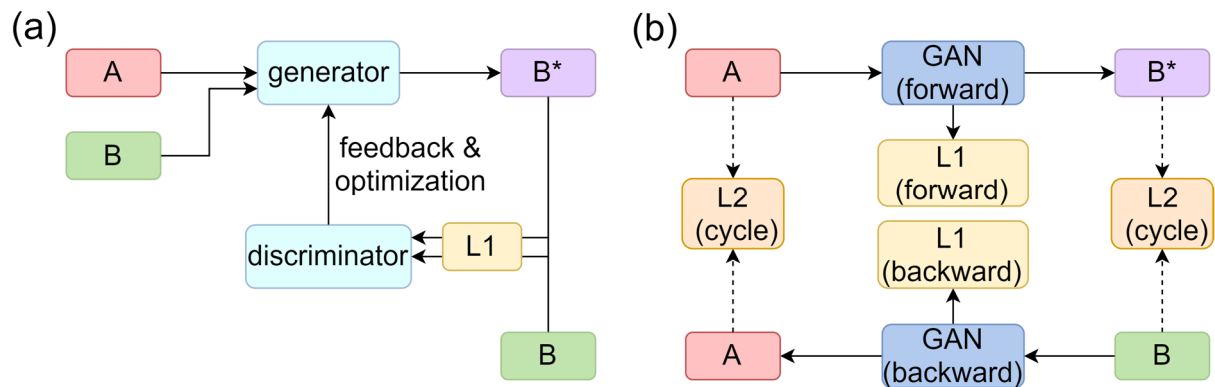 (a)
A
generator
B*
B
feedback &
optimization
discriminator
L1
B
(b)
A
GAN
(forward)
B*
L1
(forward)
L2
(cycle)
L2
(cycle)
L1
(backward)
A
GAN
(backward)
B